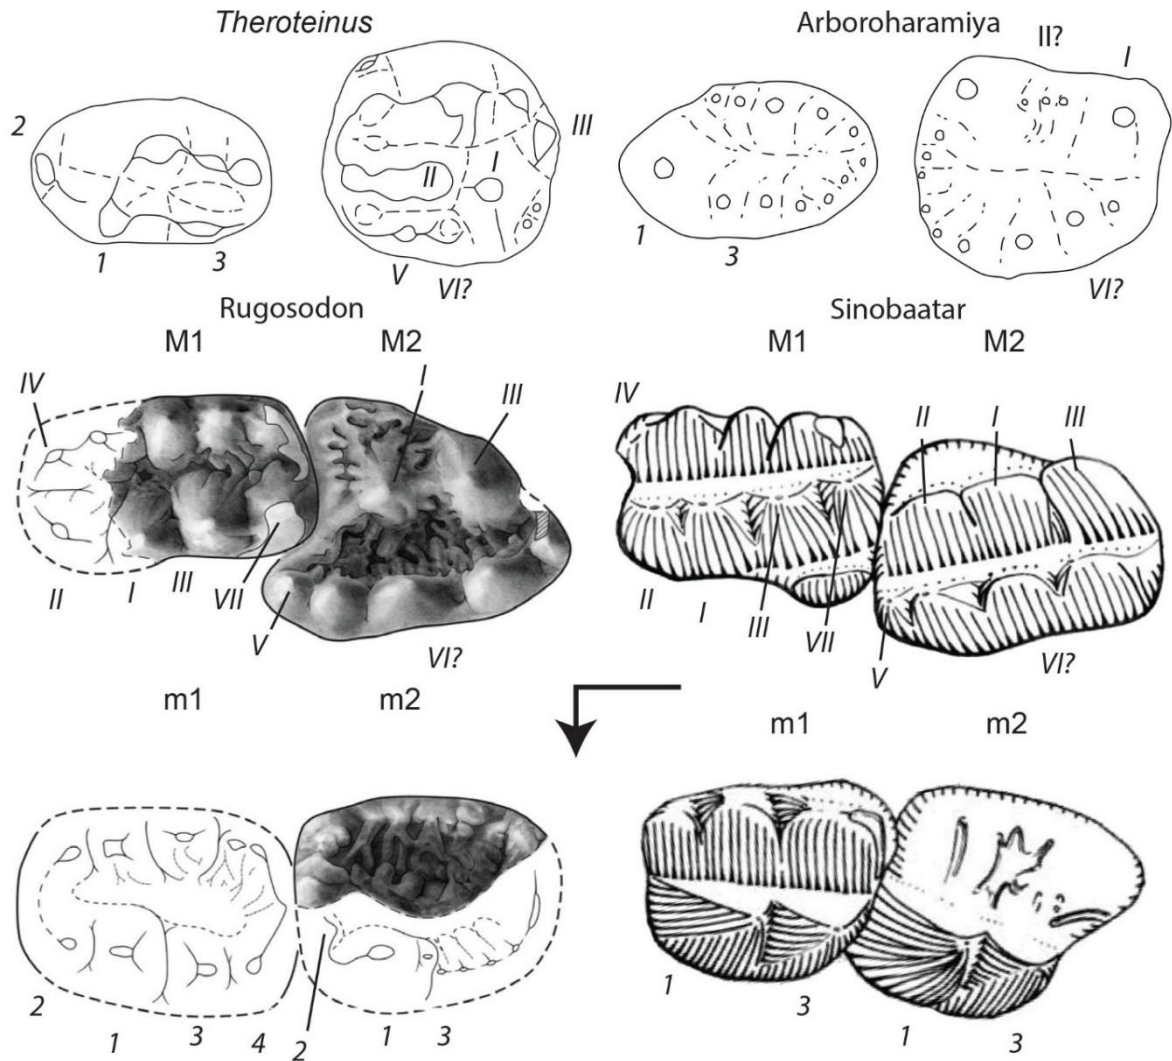 Theroteinus
Arboroharamiya
II?
I
2
III
II
I
1
3
V
VI?
1
3
VI?
Rugosodon
Sinobaatar
M1
M2
M1
M2
IV
I
III
IV
II
I
III
II
I
III
VII
V
VI?
II
I
III
VII
V
VI?
m1
m2
m1
m2
2
1
3
4
2
1
3
1
3
1
3